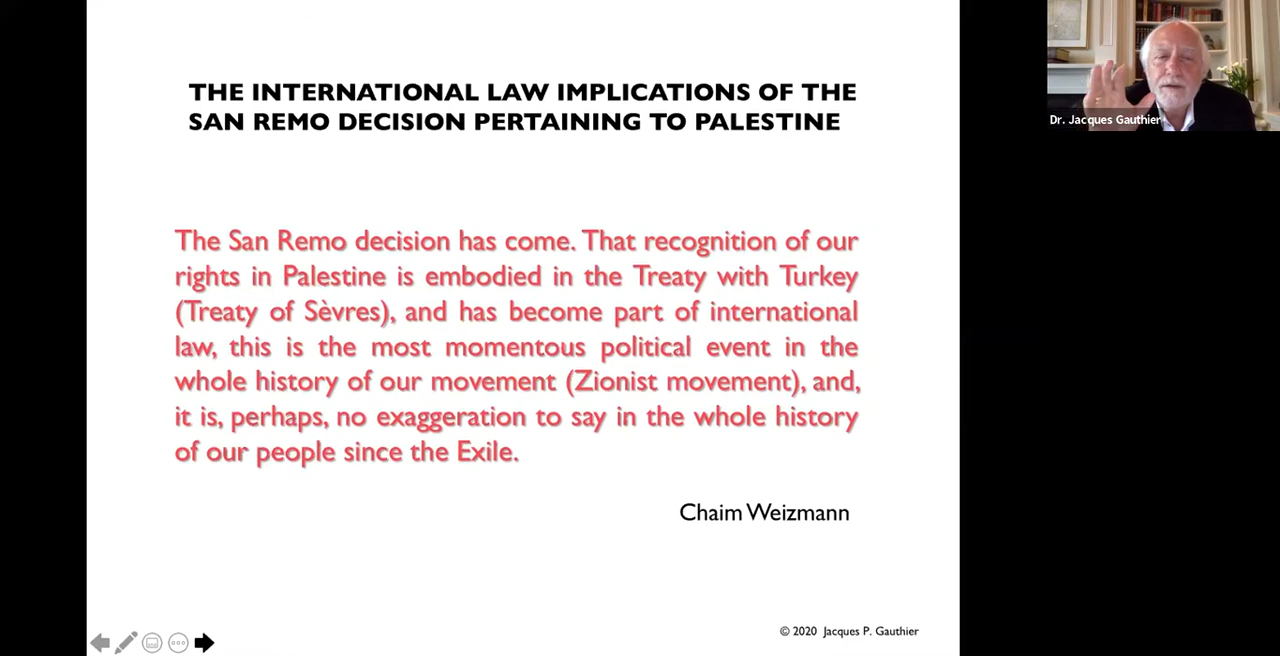 THE INTERNATIONAL LAW IMPLICATIONS OF THE
SAN REMO DECISION PERTAINING TO PALESTINE
The San Remo decision has come. That recognition of our
rights in Palestine is embodied in the Treaty with Turkey
(Treaty of Sèvres), and has become part of international
law, this is the most momentous political event in the
whole history of our movement (Zionist movement), and,
it is, perhaps, no exaggeration to say in the whole history
of our people since the Exile.
Chaim Weizmann
© 2020 Jacques P. Gauthier
Dr. Jacques Gauthier